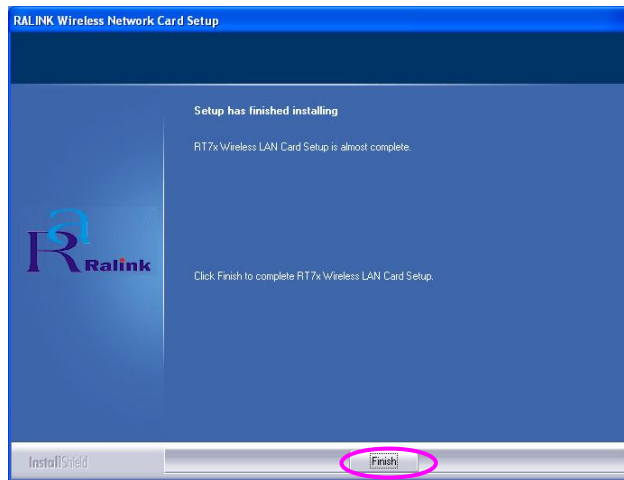 RALINK Wireless Network Card Setup
Setup has finished installing
RT7x Wireless LAN Card Setup is almost complete.
Ra
Ralink
Click Finish to complete RT7x Wireless LAN Card Setup.
InstallShield
Finish